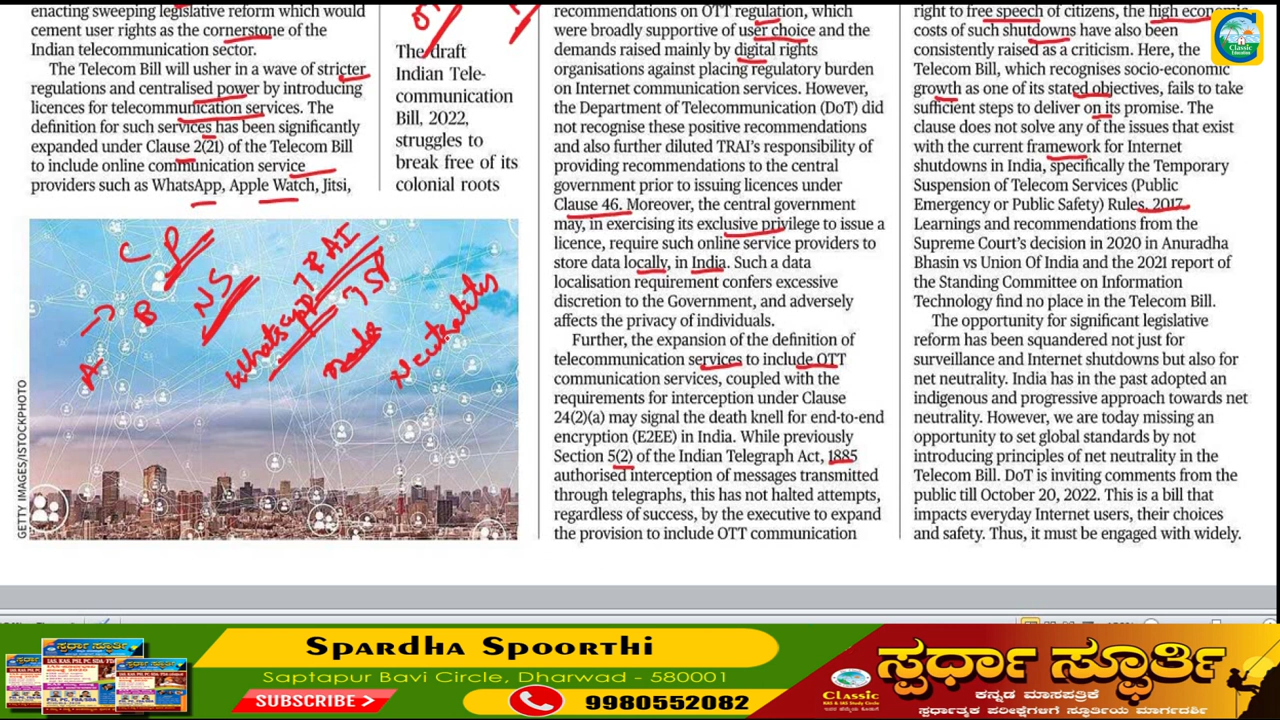 enacting sweeping legislative reform which would
cement user rights as the cornerstone of the
Indian telecommunication sector.
The Telecom Bill will usher in a wave of stricter
regulations and centralised power by introducing
licences for telecommunication services. The
definition for such services has been significantly
expanded under Clause 2(21) of the Telecom Bill
to include online communication service
providers such as WhatsApp, Apple Watch, Jitsi,
The draft
Indian Tele-
communication
Bill, 2022,
struggles to
break free of its
colonial roots
C P
A → B NS
Whatsapp → PAI
→ SP
Neutrality
GETTY IMAGES/ISTOCKPHOTO
recommendations on OTT regulation, which
were broadly supportive of user choice and the
demands raised mainly by digital rights
organisations against placing regulatory burden
on Internet communication services. However,
the Department of Telecommunication (DoT) did
not recognise these positive recommendations
and also further diluted TRAI's responsibility of
providing recommendations to the central
government prior to issuing licences under
Clause 46. Moreover, the central government
may, in exercising its exclusive privilege to issue a
licence, require such online service providers to
store data locally, in India. Such a data
localisation requirement confers excessive
discretion to the Government, and adversely
affects the privacy of individuals.
Further, the expansion of the definition of
telecommunication services to include OTT
communication services, coupled with the
requirements for interception under Clause
24(2)(a) may signal the death knell for end-to-end
encryption (E2EE) in India. While previously
Section 5(2) of the Indian Telegraph Act, 1885
authorised interception of messages transmitted
through telegraphs, this has not halted attempts,
regardless of success, by the executive to expand
the provision to include OTT communication
right to free speech of citizens, the high economic
costs of such shutdowns have also been
consistently raised as a criticism. Here, the
Telecom Bill, which recognises socio-economic
growth as one of its stated objectives, fails to take
sufficient steps to deliver on its promise. The
clause does not solve any of the issues that exist
with the current framework for Internet
shutdowns in India, specifically the Temporary
Suspension of Telecom Services (Public
Emergency or Public Safety) Rules, 2017.
Learnings and recommendations from the
Supreme Court's decision in 2020 in Anuradha
Bhasin vs Union Of India and the 2021 report of
the Standing Committee on Information
Technology find no place in the Telecom Bill.
The opportunity for significant legislative
reform has been squandered not just for
surveillance and Internet shutdowns but also for
net neutrality. India has in the past adopted an
indigenous and progressive approach towards net
neutrality. However, we are today missing an
opportunity to set global standards by not
introducing principles of net neutrality in the
Telecom Bill. DoT is inviting comments from the
public till October 20, 2022. This is a bill that
impacts everyday Internet users, their choices
and safety. Thus, it must be engaged with widely.
Classic
Education
Spardha Spoorthi
Saptapur Bavi Circle, Dharwad - 580001
SUBSCRIBE
9980552082
ಸ್ಪರ್ಧಾ ಸ್ಫೂರ್ತಿ
Classic
KAS & IAS Study Circle
ಸ್ಪರ್ಧಾ ಸ್ಫೂರ್ತಿ
ಕನ್ನಡ ಮಾಸಪತ್ರಿಕೆ
ಸ್ಪರ್ಧಾತ್ಮಕ ಪರೀಕ್ಷೆಗಳಿಗೆ ಸ್ಫೂರ್ತಿಯ ಮಾರ್ಗದರ್ಶಿ